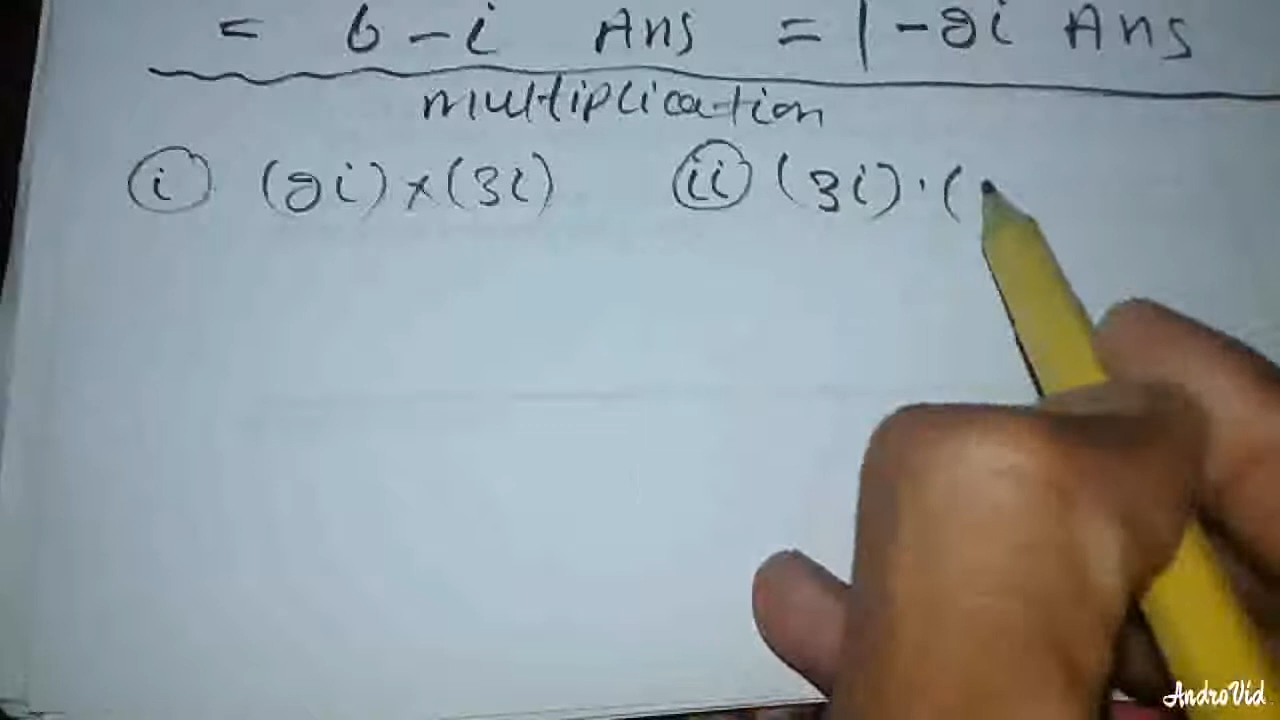 = 6 - i Ans = 1 - 2i Ans
multiplication
(i) (2i) × (3i) (ii) (3i) · (
AndroVid